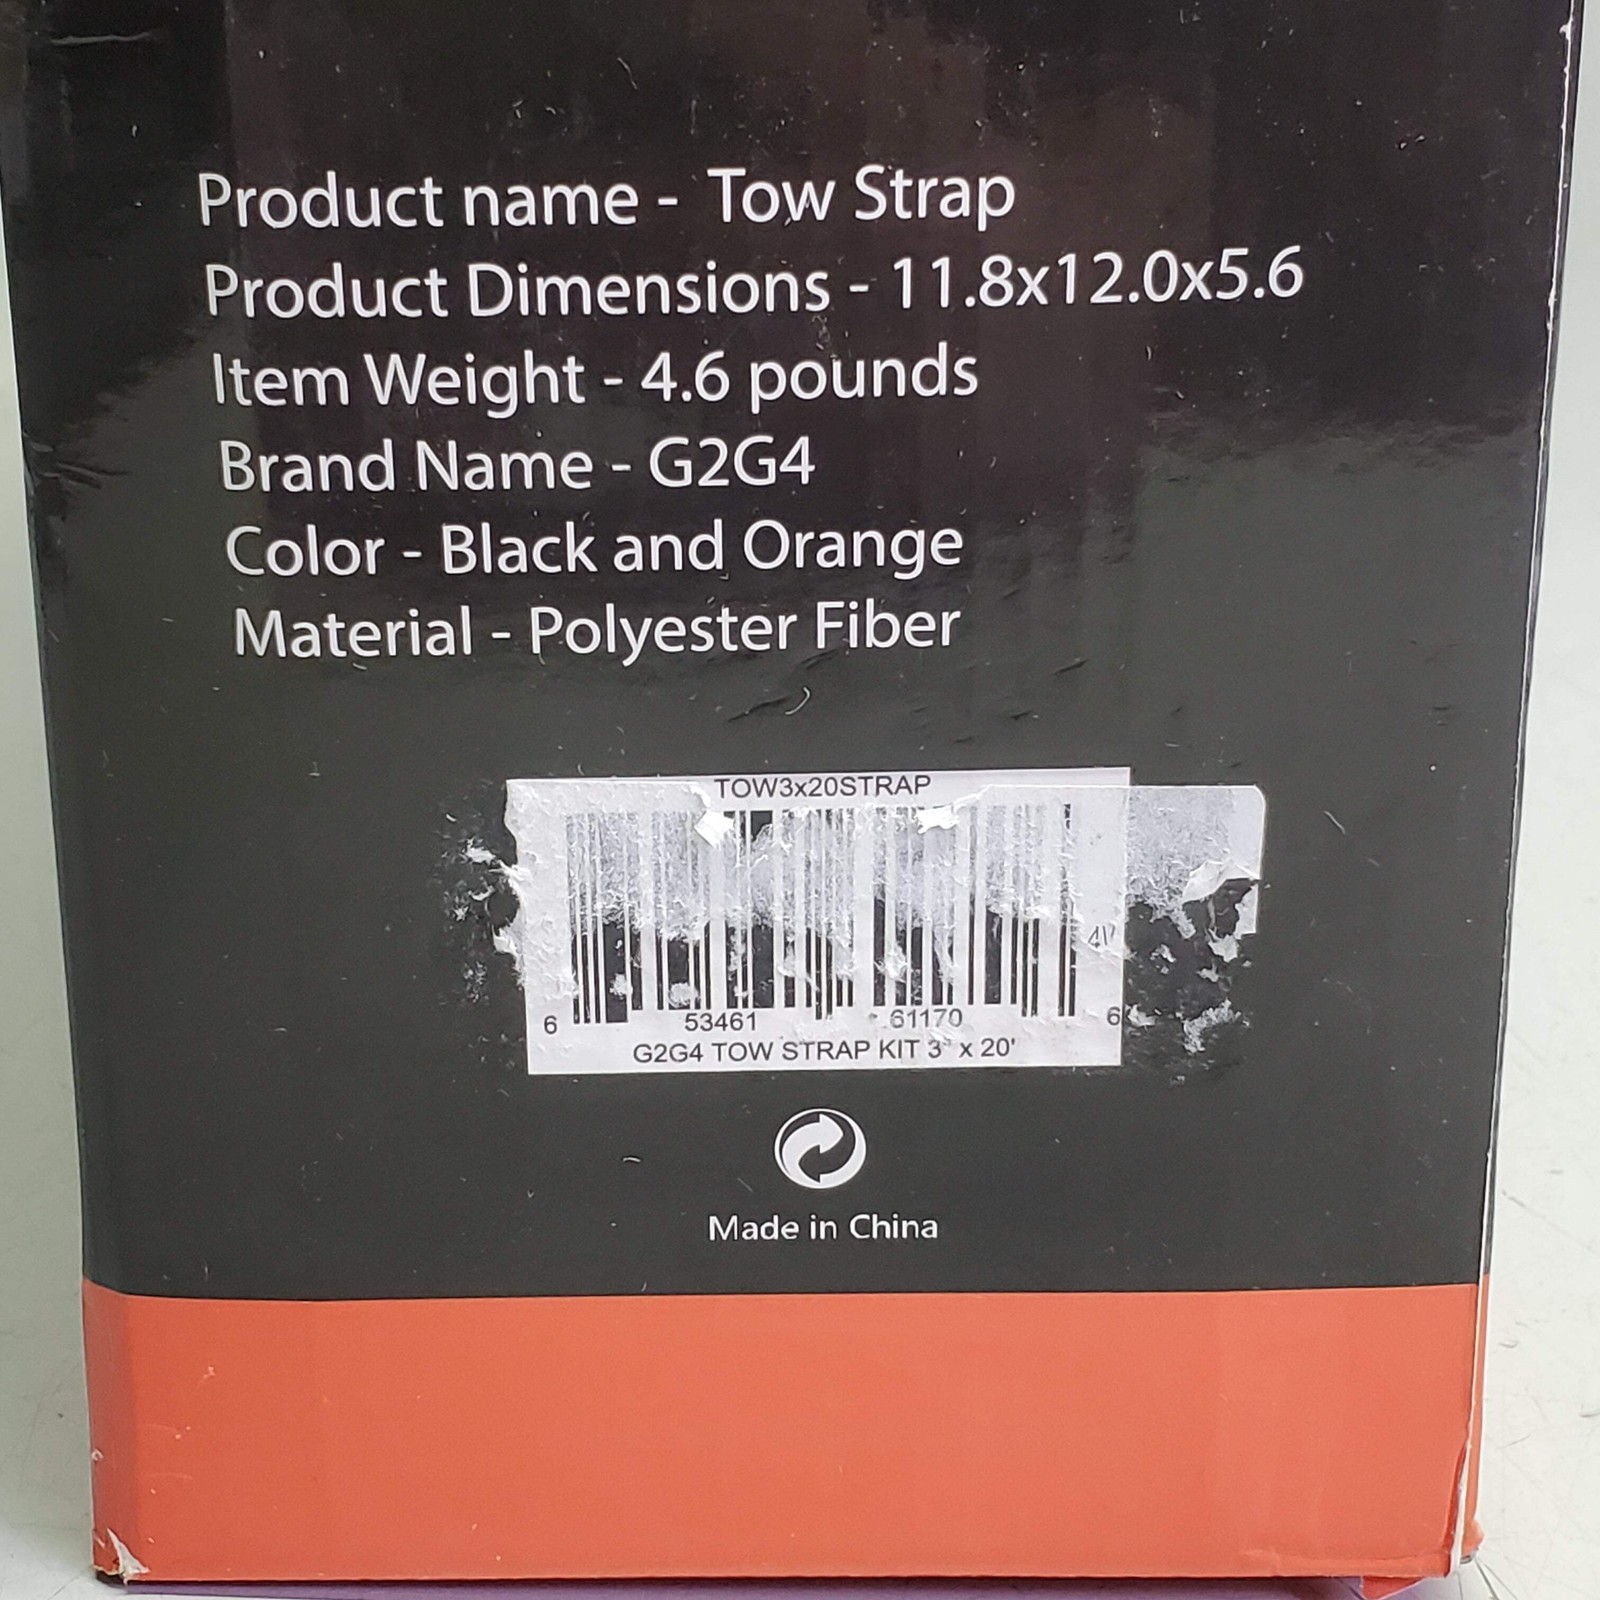 Product name - Tow Strap
Product Dimensions - 11.8x12.0x5.6
Item Weight - 4.6 pounds
Brand Name - G2G4
Color - Black and Orange
Material - Polyester Fiber
TOW3x20STRAP
6 53461 61170 6
G2G4 TOW STRAP KIT 3" x 20'
Made in China